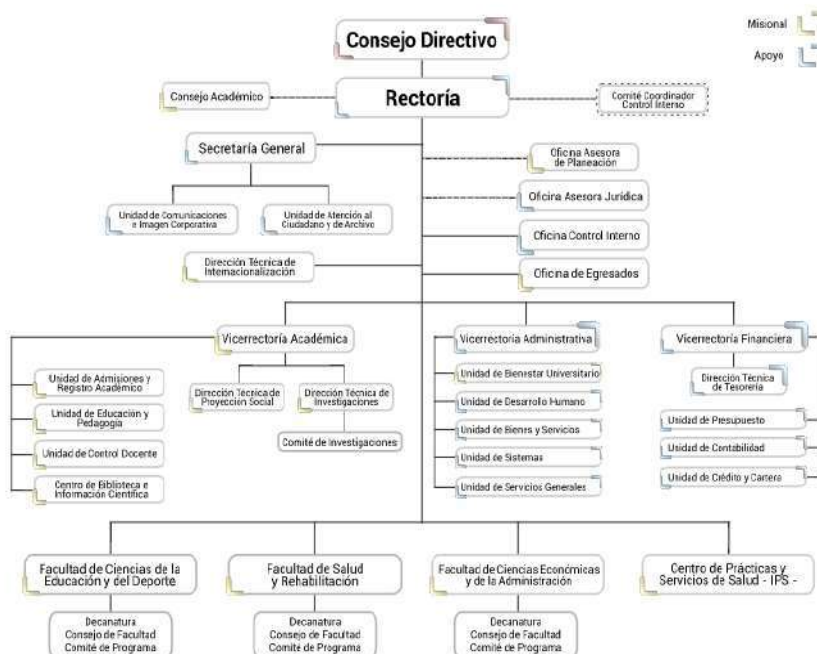 Consejo Directivo
Misional
Apoyo
Consejo Académico
Rectoría
Comité Coordinador
Control Interno
Secretaría General
Oficina Asesora
de Planeación
Unidad de Comunicaciones
e Imagen Corporativa
Unidad de Atención al
Ciudadano y de Archivo
Oficina Asesora Jurídica
Oficina Control Interno
Dirección Técnica de
Internacionalización
Oficina de Egresados
Vicerrectoría Académica
Vicerrectoría Administrativa
Vicerrectoría Financiera
Unidad de Admisiones y
Registro Académico
Unidad de Educación y
Pedagogía
Unidad de Control Docente
Centro de Biblioteca e
Información Científica
Dirección Técnica de
Proyección Social
Dirección Técnica de
Investigaciones
Comité de Investigaciones
Unidad de Bienestar Universitario
Unidad de Desarrollo Humano
Unidad de Bienes y Servicios
Unidad de Sistemas
Unidad de Servicios Generales
Dirección Técnica
de Tesorería
Unidad de Presupuesto
Unidad de Contabilidad
Unidad de Crédito y Cartera
Facultad de Ciencias de la
Educación y del Deporte
Facultad de Salud
y Rehabilitación
Facultad de Ciencias Económicas
y de la Administración
Centro de Prácticas y
Servicios de Salud - IPS -
Decanatura
Consejo de Facultad
Comité de Programa
Decanatura
Consejo de Facultad
Comité de Programa
Decanatura
Consejo de Facultad
Comité de Programa